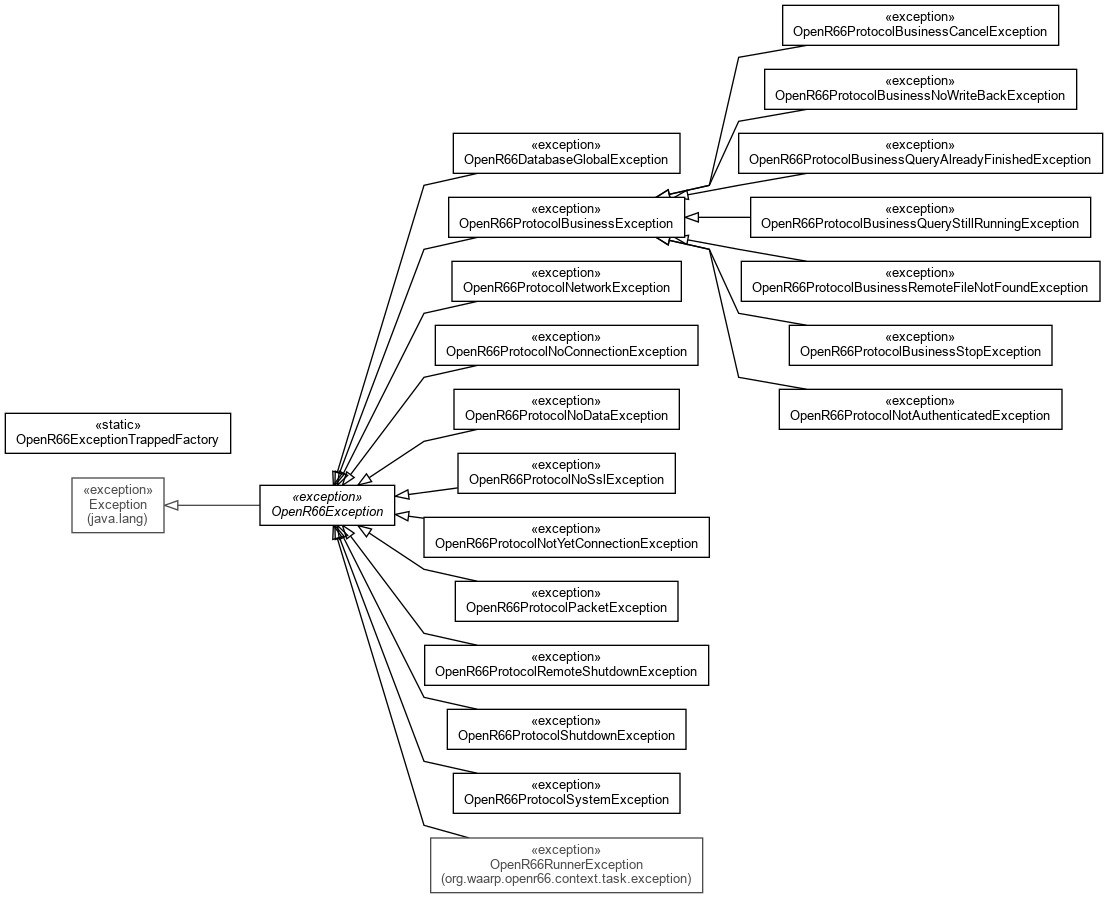 «static»
OpenR66ExceptionTrappedFactory
«exception»
Exception
(java.lang)
«exception»
OpenR66Exception
«exception»
OpenR66DatabaseGlobalException
«exception»
OpenR66ProtocolBusinessException
«exception»
OpenR66ProtocolNetworkException
«exception»
OpenR66ProtocolNoConnectionException
«exception»
OpenR66ProtocolNoDataException
«exception»
OpenR66ProtocolNoSslException
«exception»
OpenR66ProtocolNotYetConnectionException
«exception»
OpenR66ProtocolPacketException
«exception»
OpenR66ProtocolRemoteShutdownException
«exception»
OpenR66ProtocolShutdownException
«exception»
OpenR66ProtocolSystemException
«exception»
OpenR66RunnerException
(org.waarp.openr66.context.task.exception)
«exception»
OpenR66ProtocolBusinessCancelException
«exception»
OpenR66ProtocolBusinessNoWriteBackException
«exception»
OpenR66ProtocolBusinessQueryAlreadyFinishedException
«exception»
OpenR66ProtocolBusinessQueryStillRunningException
«exception»
OpenR66ProtocolBusinessRemoteFileNotFoundException
«exception»
OpenR66ProtocolBusinessStopException
«exception»
OpenR66ProtocolNotAuthenticatedException